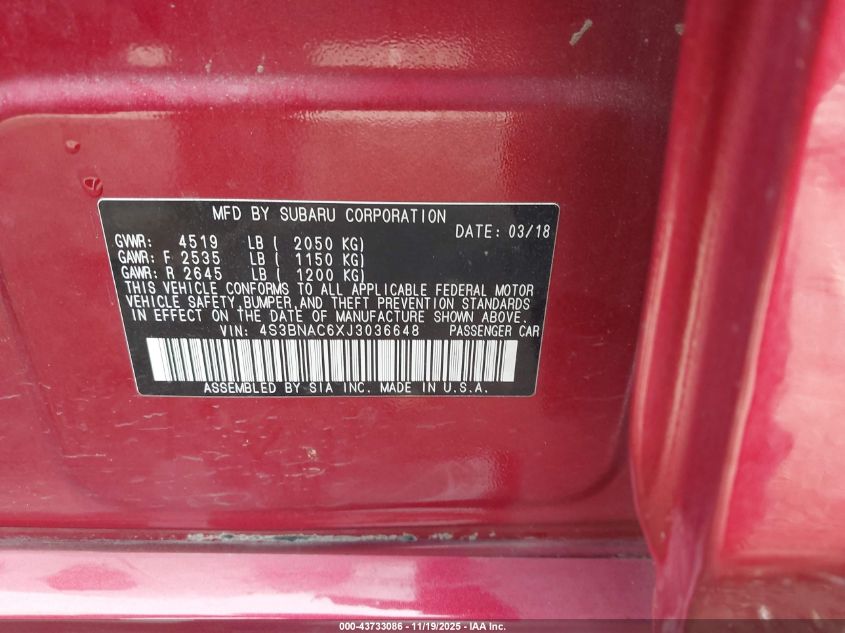 MFD BY SUBARU CORPORATION
DATE: 03/18
GVWR: 4519 LB ( 2050 KG)
GAWR: F 2535 LB ( 1150 KG)
GAWR: R 2645 LB ( 1200 KG)
THIS VEHICLE CONFORMS TO ALL APPLICABLE FEDERAL MOTOR
VEHICLE SAFETY, BUMPER, AND THEFT PREVENTION STANDARDS
IN EFFECT ON THE DATE OF MANUFACTURE SHOWN ABOVE.
VIN: 4S3BNAC6XJ3036648 PASSENGER CAR
ASSEMBLED BY SIA INC. MADE IN U.S.A.
000-43733086 - 11/19/2025 - IAA Inc.